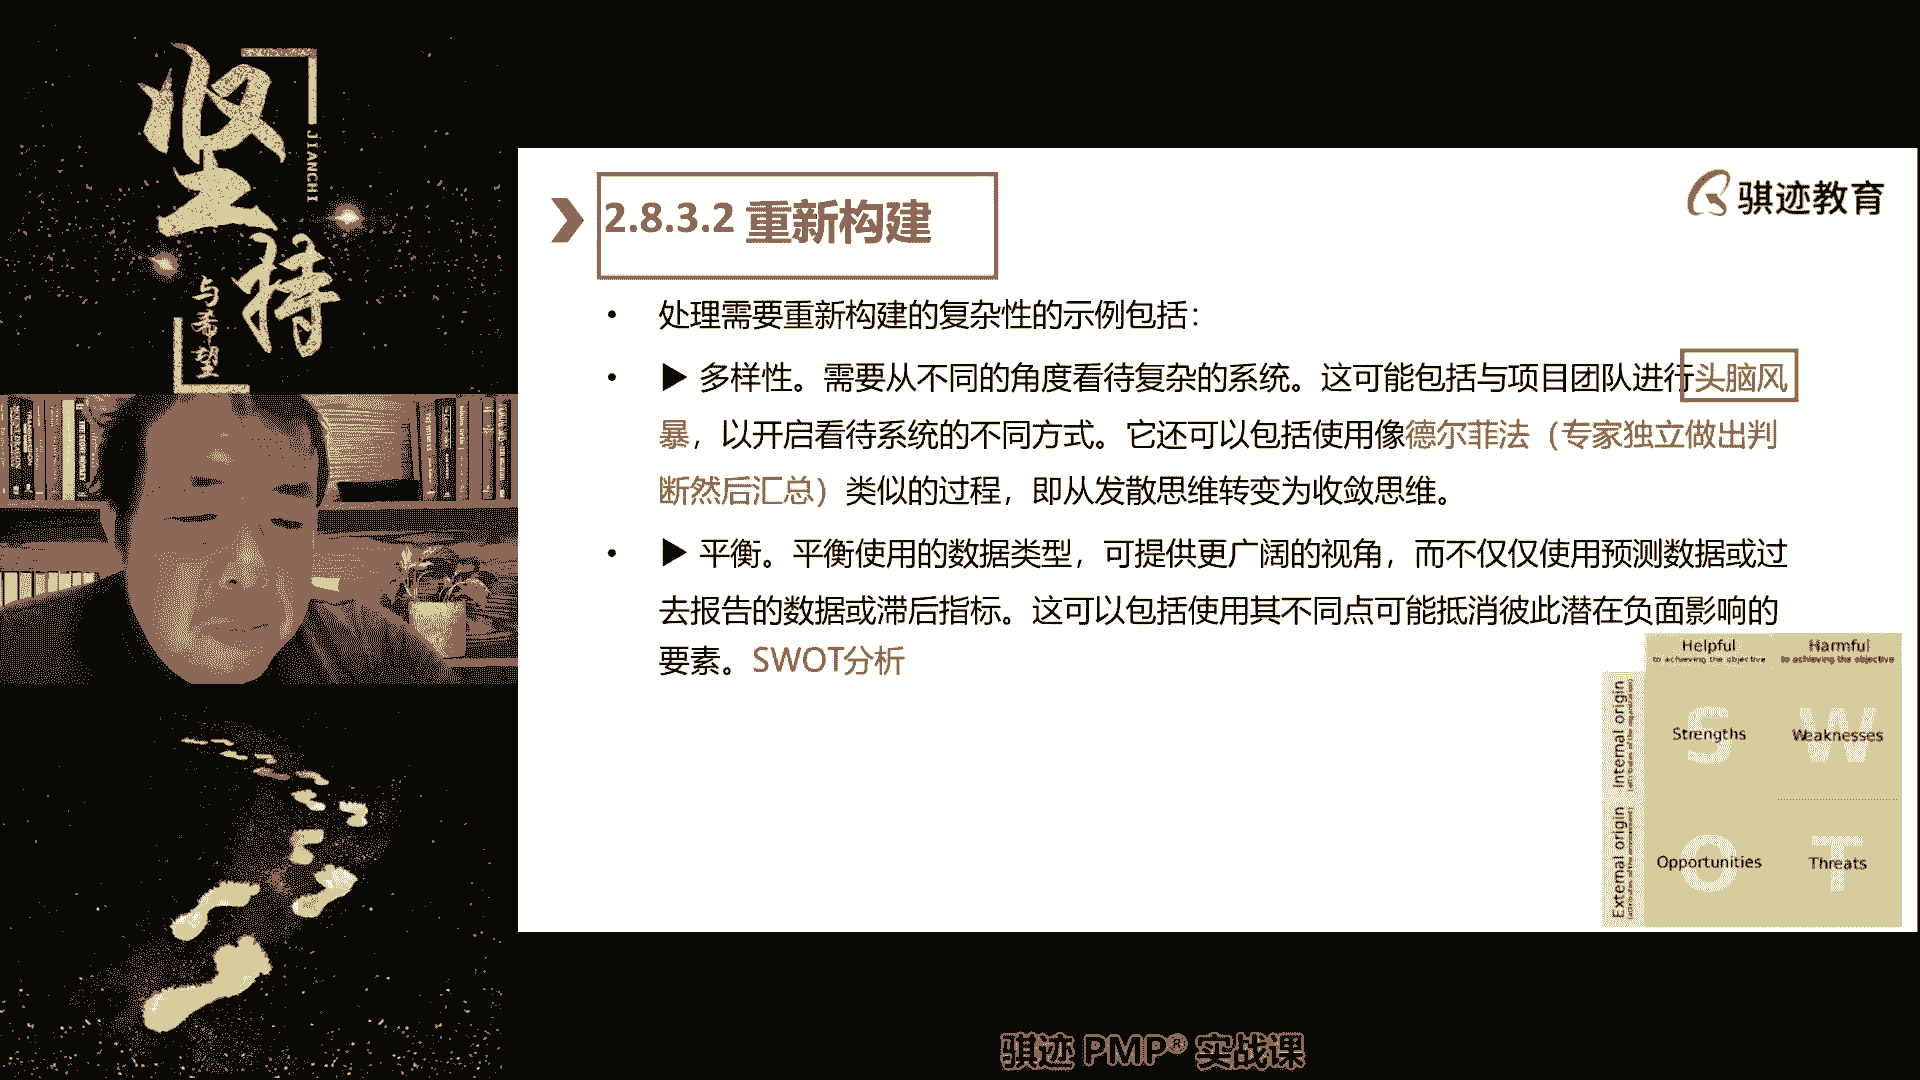 坚持
JIANCHI
与希望
2.8.3.2 重新构建
骐迹教育
• 处理需要重新构建的复杂性的示例包括：
• ▶ 多样性。需要从不同的角度看待复杂的系统。这可能包括与项目团队进行头脑风
暴，以开启看待系统的不同方式。它还可以包括使用像德尔菲法（专家独立做出判
断然后汇总）类似的过程，即从发散思维转变为收敛思维。
• ▶ 平衡。平衡使用的数据类型，可提供更广阔的视角，而不仅仅使用预测数据或过
去报告的数据或滞后指标。这可以包括使用其不同点可能抵消彼此潜在负面影响的
要素。SWOT分析
Helpful
to achieving the objective
Harmful
to achieving the objective
Internal origin
S
Strengths
W
Weaknesses
External origin
O
Opportunities
T
Threats
骐迹 PMP® 实战课